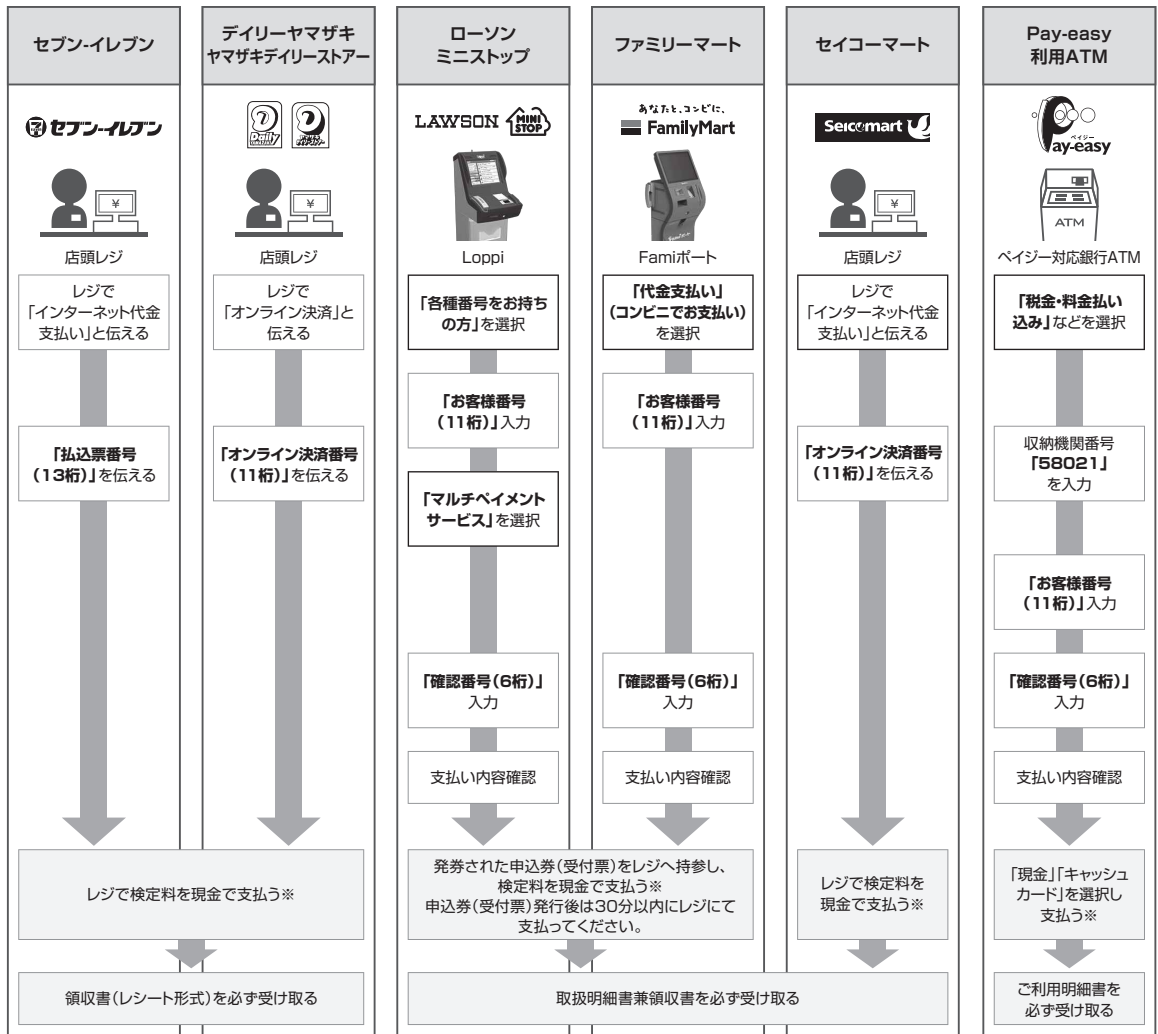 セブン-イレブン
デイリーヤマザキ
ヤマザキデイリーストアー
ローソン
ミニストップ
ファミリーマート
セイコーマート
Pay-easy
利用ATM
セブン-イレブン
Daily
LAWSON
MINI
STOP
あなたと、コンビに、
FamilyMart
Seicomart
ペイジー
Pay-easy
¥
¥
¥
ATM
店頭レジ
店頭レジ
Loppi
Famiポート
店頭レジ
ペイジー対応銀行ATM
レジで
「インターネット代金
支払い」と伝える
レジで
「オンライン決済」と
伝える
「各種番号をお持ち
の方」を選択
「代金支払い」
(コンビニでお支払い)
を選択
レジで
「インターネット代金
支払い」と伝える
「税金・料金払い
込み」などを選択
「お客様番号
(11桁)」入力
「お客様番号
(11桁)」入力
「払込票番号
(13桁)」を伝える
「オンライン決済番号
(11桁)」を伝える
「オンライン決済番号
(11桁)」を伝える
収納機関番号
「58021」
を入力
「マルチペイメント
サービス」を選択
「お客様番号
(11桁)」入力
「確認番号(6桁)」
入力
「確認番号(6桁)」
入力
「確認番号(6桁)」
入力
支払い内容確認
支払い内容確認
支払い内容確認
レジで検定料を現金で支払う※
発券された申込券(受付票)をレジへ持参し、
検定料を現金で支払う※
申込券(受付票)発行後は30分以内にレジにて
支払ってください。
レジで検定料を
現金で支払う※
「現金」「キャッシュ
カード」を選択し
支払う※
領収書(レシート形式)を必ず受け取る
取扱明細書兼領収書を必ず受け取る
ご利用明細書を
必ず受け取る